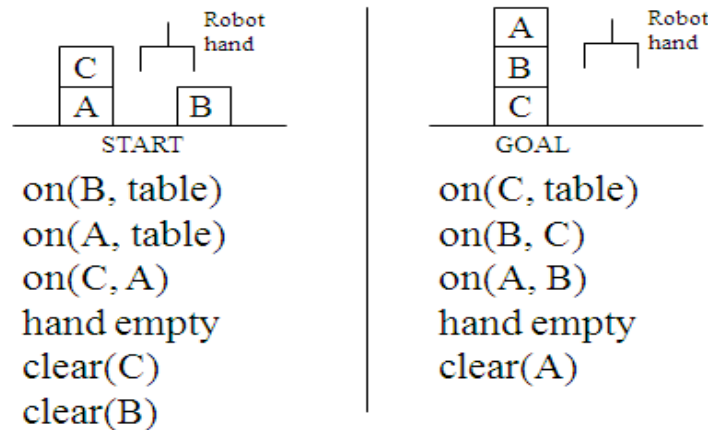 Robot
hand
C
A
B
START
on(B, table)
on(A, table)
on(C, A)
hand empty
clear(C)
clear(B)
Robot
hand
A
B
C
GOAL
on(C, table)
on(B, C)
on(A, B)
hand empty
clear(A)